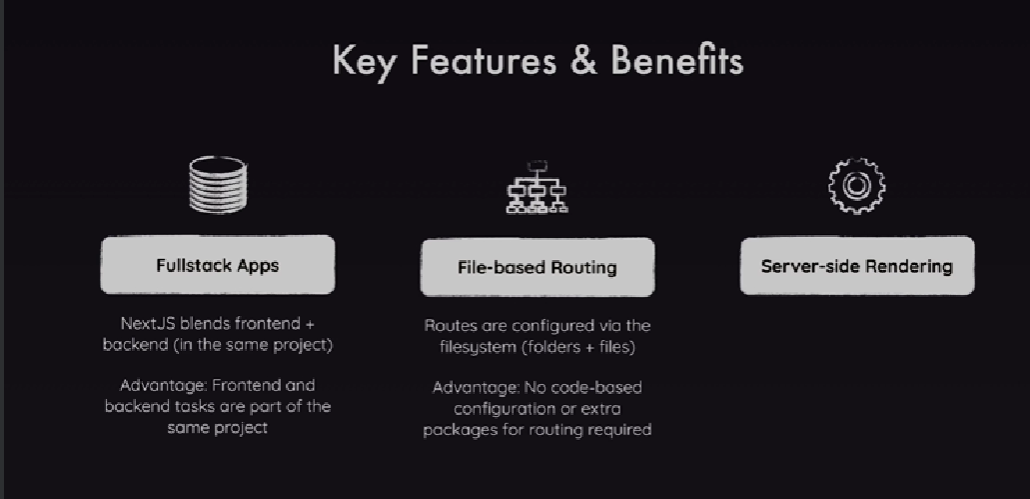 Key Features & Benefits
Fullstack Apps
NextJS blends frontend +
backend (in the same project)
Advantage: Frontend and
backend tasks are part of the
same project
File-based Routing
Routes are configured via the
filesystem (folders + files)
Advantage: No code-based
configuration or extra
packages for routing required
Server-side Rendering